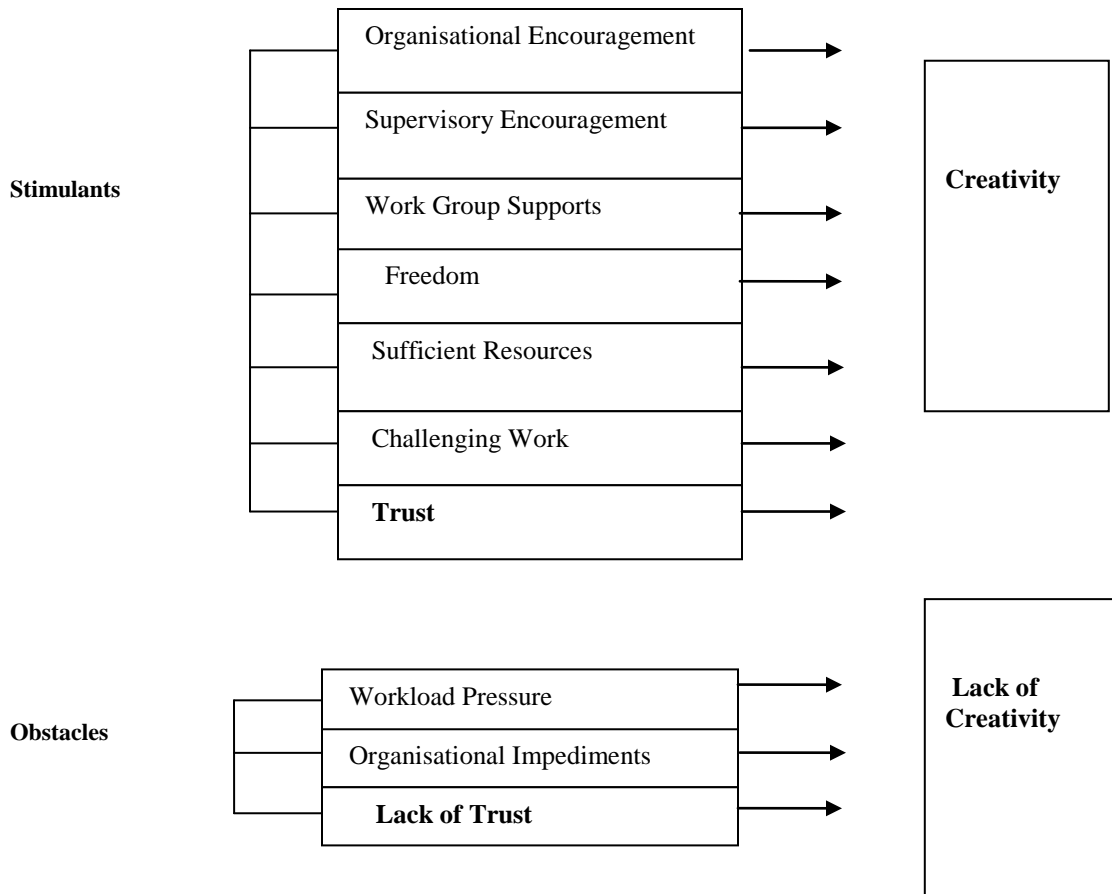 Stimulants
Organisational Encouragement
Supervisory Encouragement
Work Group Supports
Freedom
Sufficient Resources
Challenging Work
Trust
Creativity
Obstacles
Workload Pressure
Organisational Impediments
Lack of Trust
Lack of
Creativity